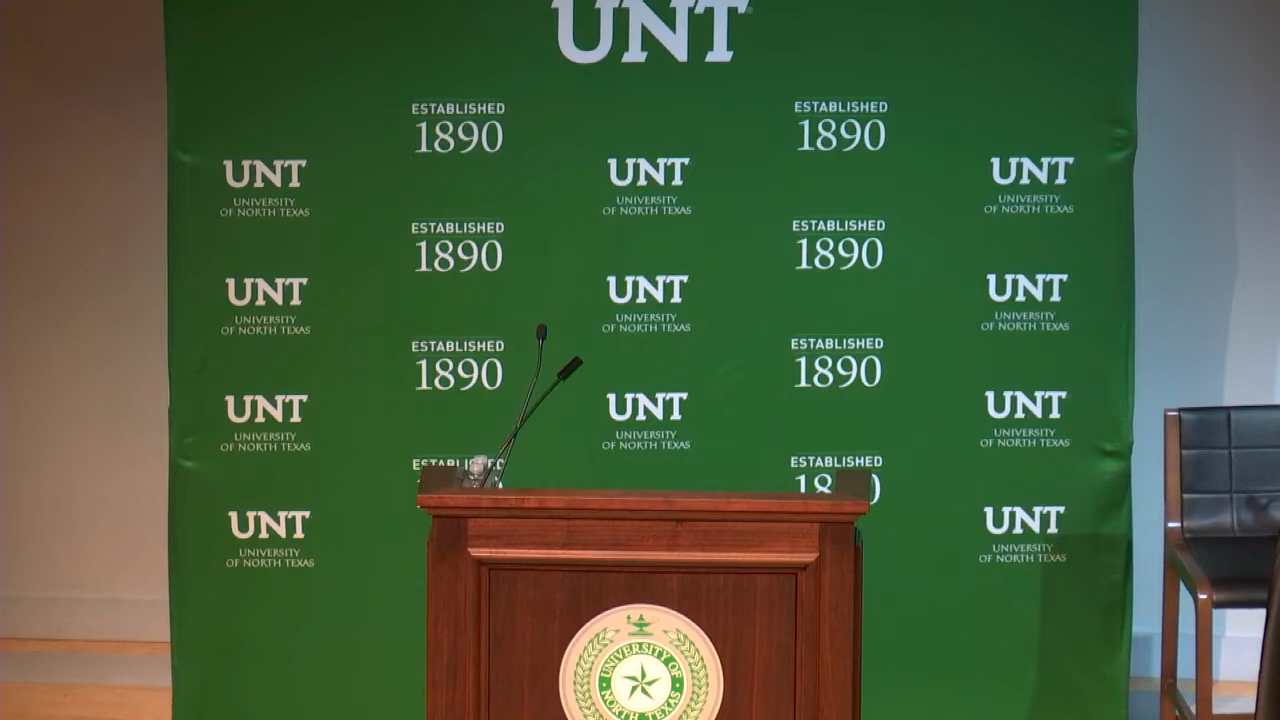 UNT
ESTABLISHED
1890
ESTABLISHED
1890
UNT
UNIVERSITY
OF NORTH TEXAS
UNT
UNIVERSITY
OF NORTH TEXAS
UNT
UNIVERSITY
OF NORTH TEXAS
ESTABLISHED
1890
ESTABLISHED
1890
UNT
UNIVERSITY
OF NORTH TEXAS
UNT
UNIVERSITY
OF NORTH TEXAS
UNT
UNIVERSITY
OF NORTH TEXAS
ESTABLISHED
1890
ESTABLISHED
1890
UNT
UNIVERSITY
OF NORTH TEXAS
UNT
UNIVERSITY
OF NORTH TEXAS
UNT
UNIVERSITY
OF NORTH TEXAS
ESTABLISHED
ESTABLISHED
UNT
UNIVERSITY
OF NORTH TEXAS
UNT
UNIVERSITY
OF NORTH TEXAS
UNIVERSITY OF
NORTH TEXAS